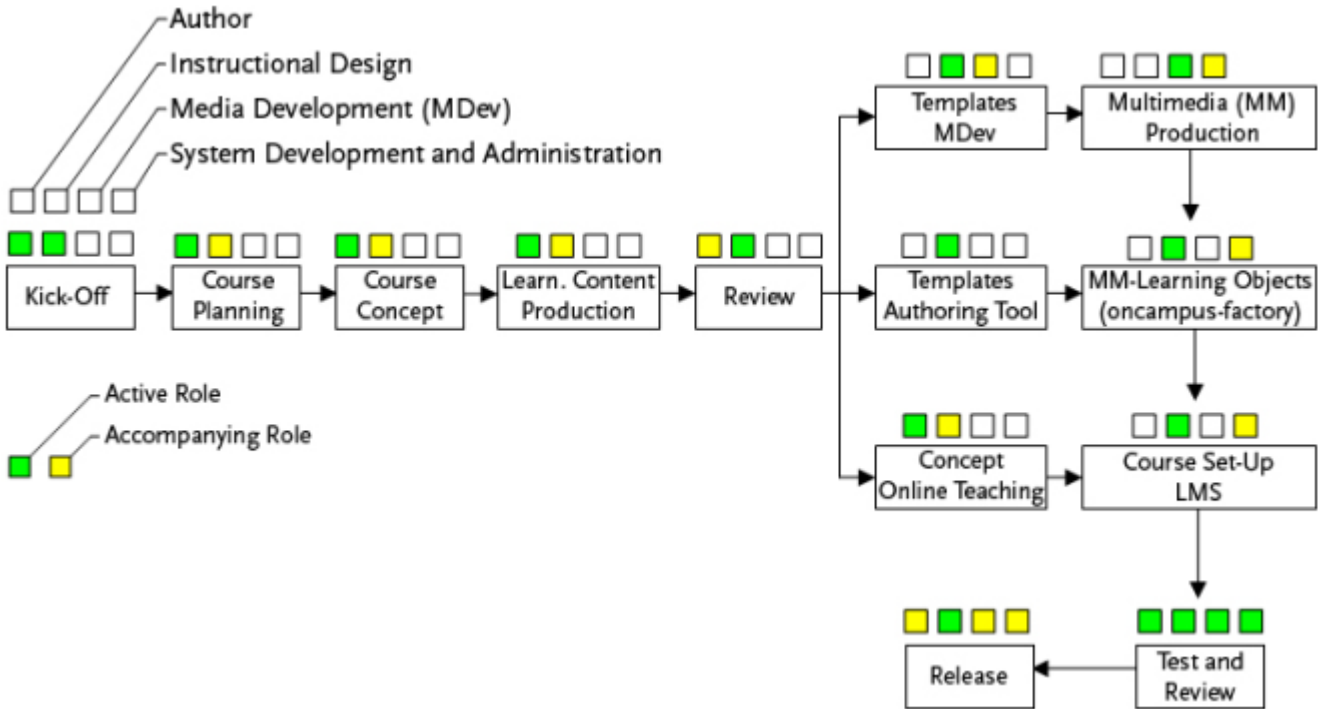 Author
Instructional Design
Media Development (MDev)
System Development and Administration
Kick-Off
Course
Planning
Course
Concept
Learn. Content
Production
Review
Templates
MDev
Multimedia (MM)
Production
Templates
Authoring Tool
MM-Learning Objects
(oncampus-factory)
Concept
Online Teaching
Course Set-Up
LMS
Release
Test and
Review
Active Role
Accompanying Role